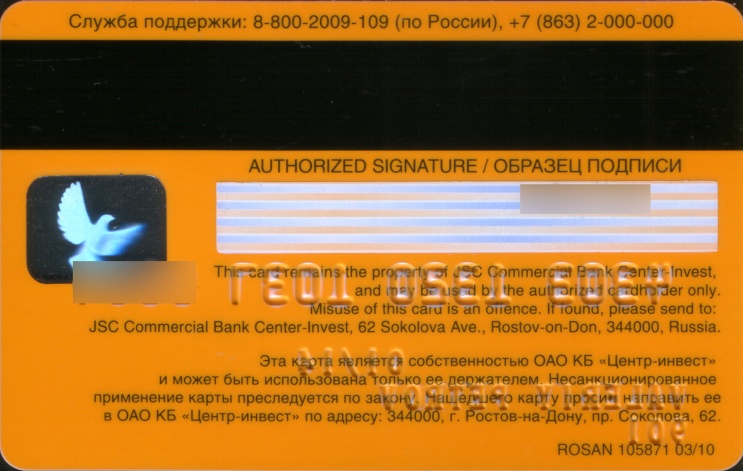 Служба поддержки: 8-800-2009-109 (по России), +7 (863) 2-000-000
AUTHORIZED SIGNATURE / ОБРАЗЕЦ ПОДПИСИ
This card remains the property of JSC Commercial Bank Center-Invest,
and may be used by the authorized cardholder only.
Misuse of this card is an offence. If found, please send to:
JSC Commercial Bank Center-Invest, 62 Sokolova Ave., Rostov-on-Don, 344000, Russia.
Эта карта является собственностью ОАО КБ «Центр-инвест»
и может быть использована только ее держателем. Несанкционированное
применение карты преследуется по закону. Нашедшего карту просим направить ее
в ОАО КБ «Центр-инвест» по адресу: 344000, г. Ростов-на-Дону, пр. Соколова, 62.
ROSAN 105871 03/10